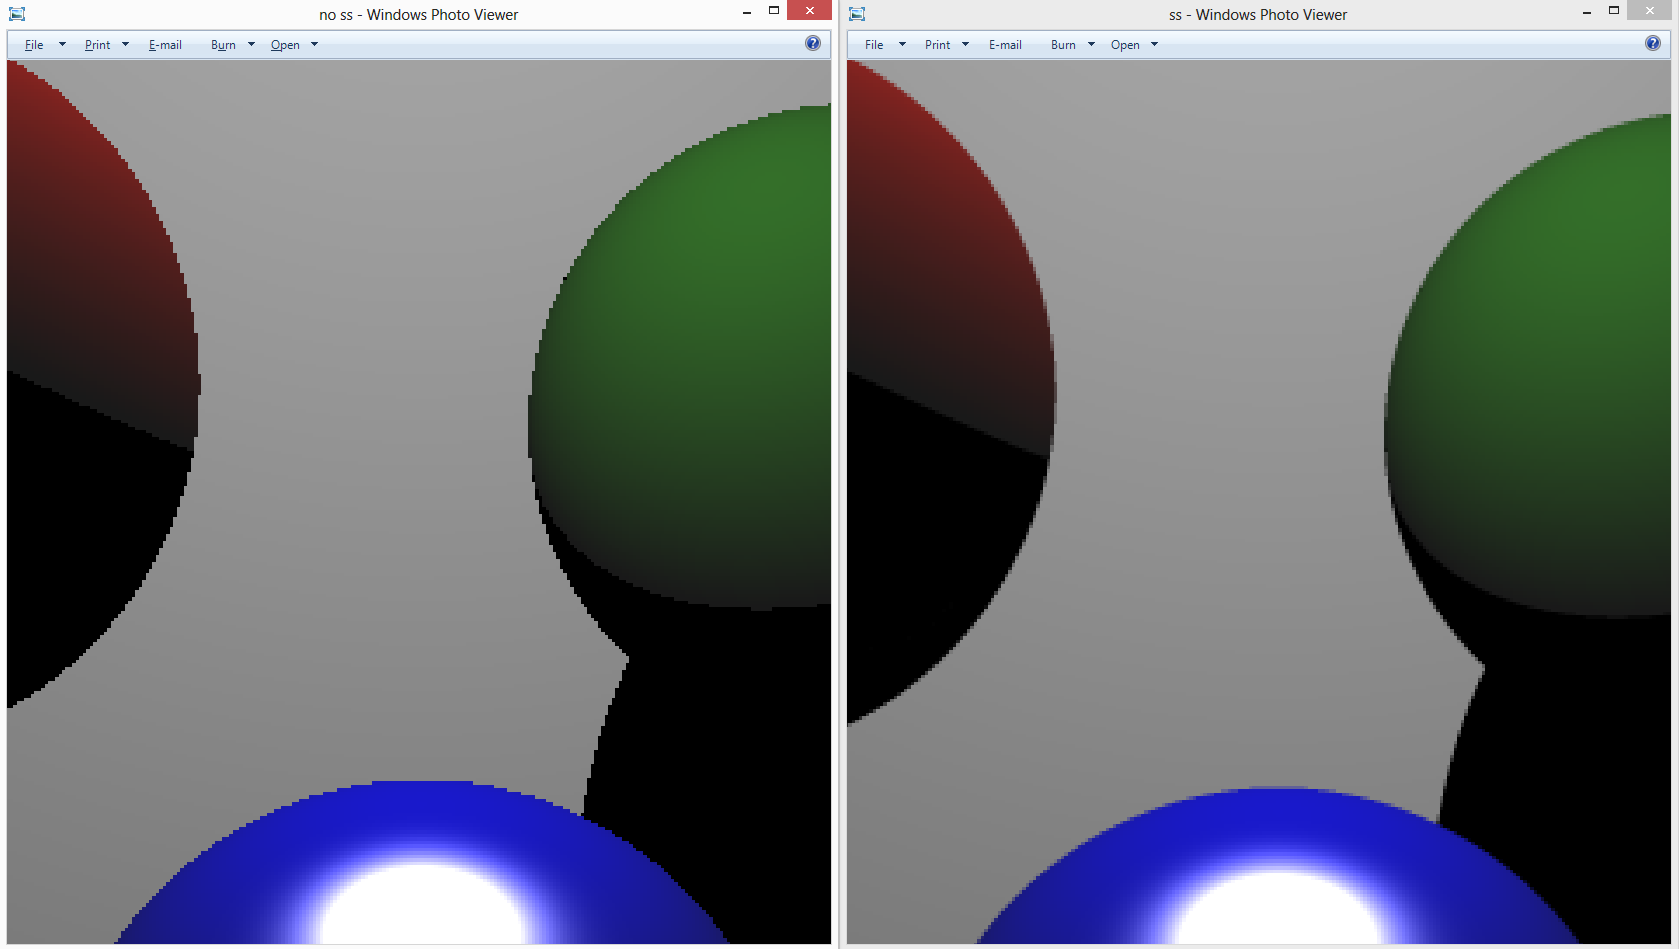 no ss - Windows Photo Viewer
File Print E-mail Burn Open
ss - Windows Photo Viewer
File Print E-mail Burn Open